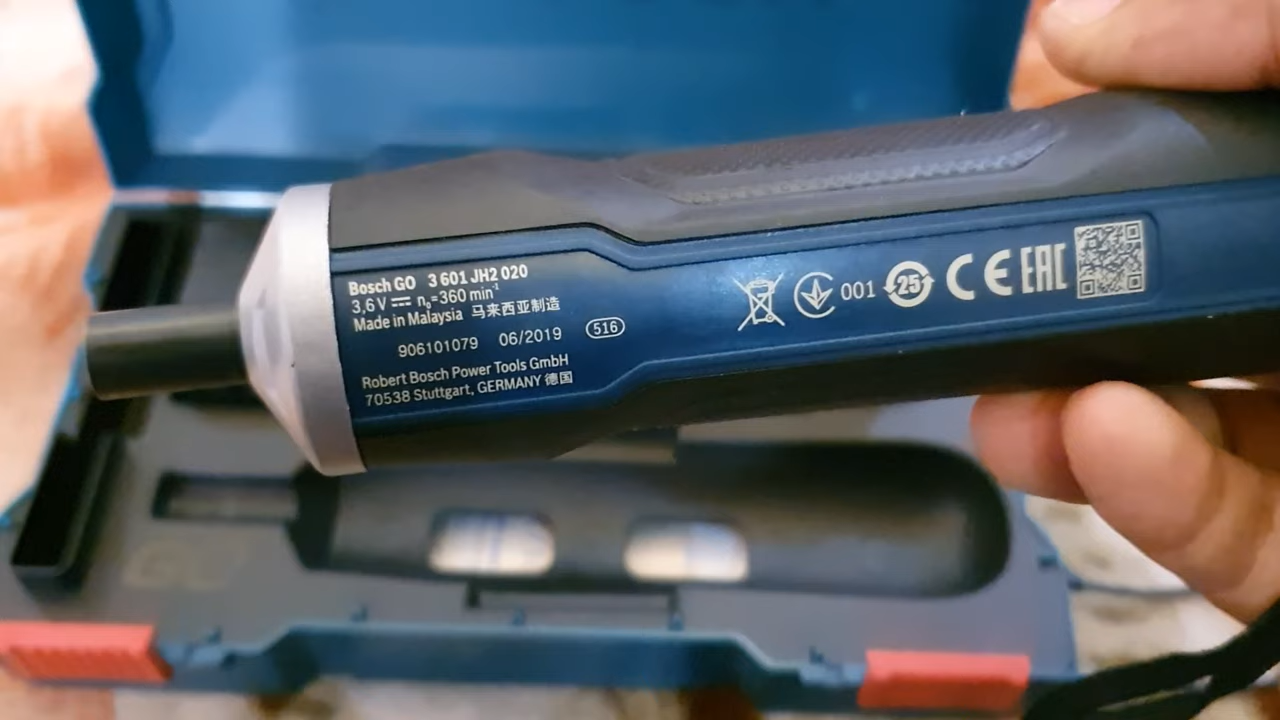 Bosch GO 3 601 JH2 020
3,6 V ⎓ n₀=360 min⁻¹
Made in Malaysia 马来西亚制造
906101079 06/2019 516
Robert Bosch Power Tools GmbH
70538 Stuttgart, GERMANY 德国
001 25 CE EAC